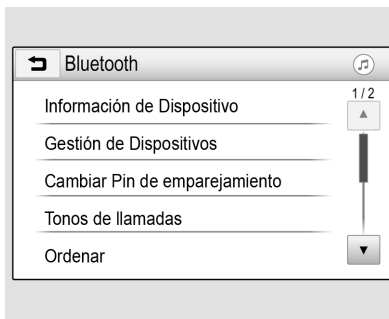 Bluetooth
1 / 2
Información de Dispositivo
Gestión de Dispositivos
Cambiar Pin de emparejamiento
Tonos de llamadas
Ordenar